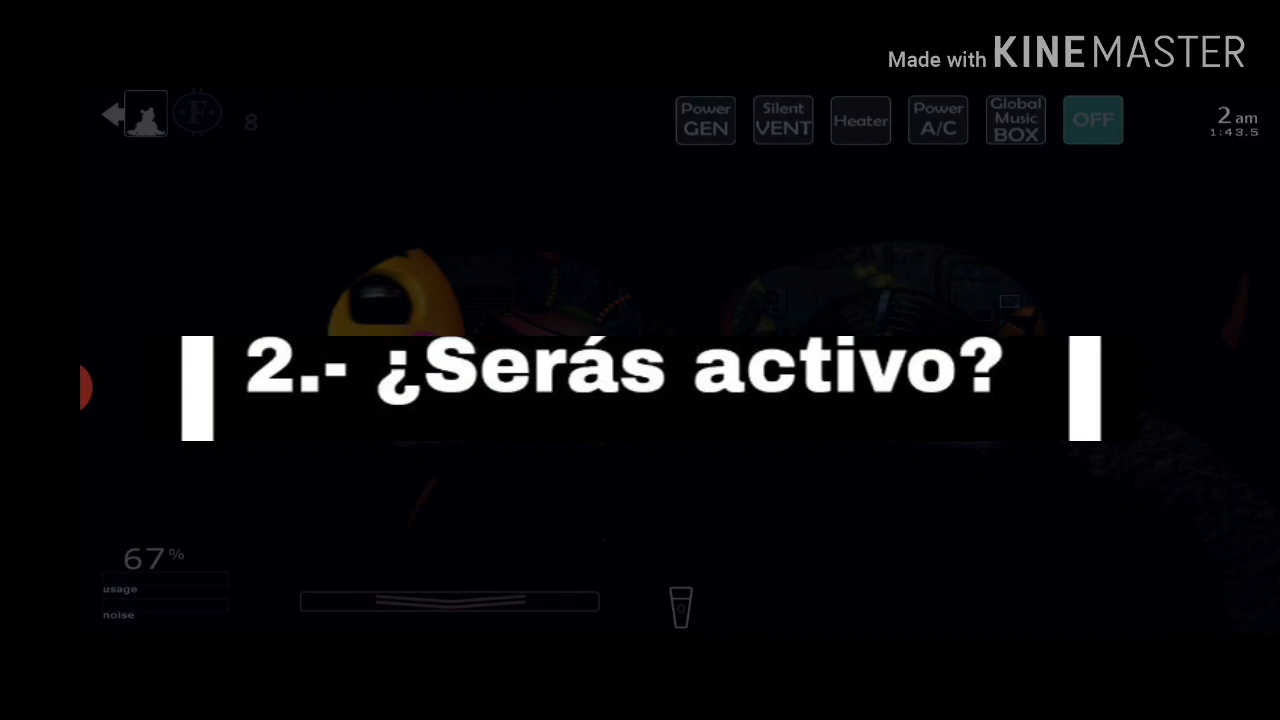 Made with KINEMASTER
8
Power
GEN
Silent
VENT
Heater
Power
A/C
Global
Music
BOX
OFF
2 am
1:43.5
2.- ¿Serás activo?
67%
usage
noise